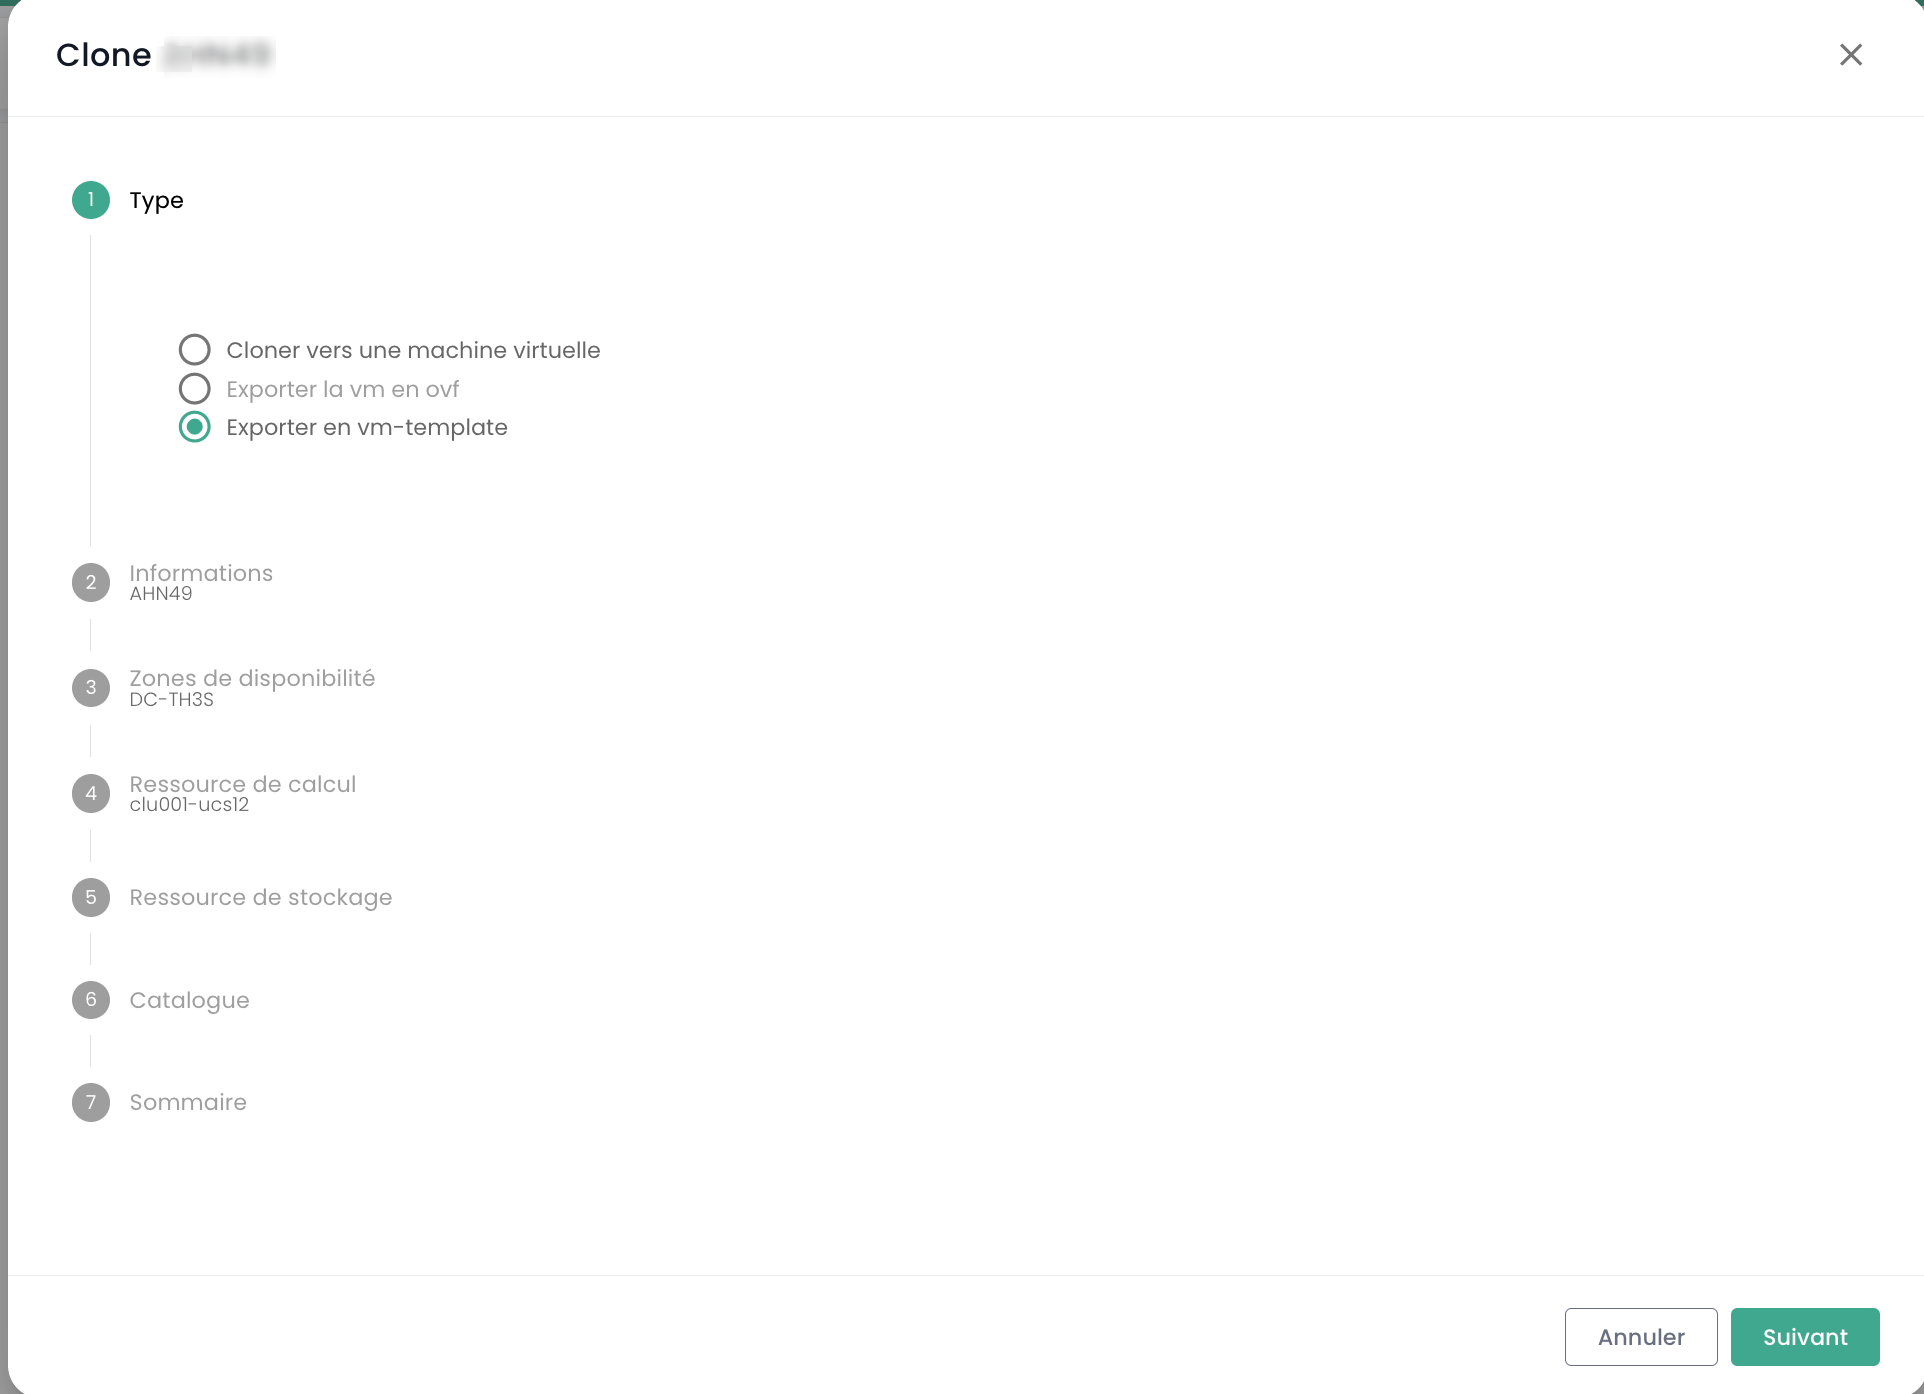 Clone
1 Type
Cloner vers une machine virtuelle
Exporter la vm en ovf
Exporter en vm-template
2 Informations
AHN49
3 Zones de disponibilité
DC-TH3S
4 Ressource de calcul
clu001-ucs12
5 Ressource de stockage
6 Catalogue
7 Sommaire
Annuler Suivant